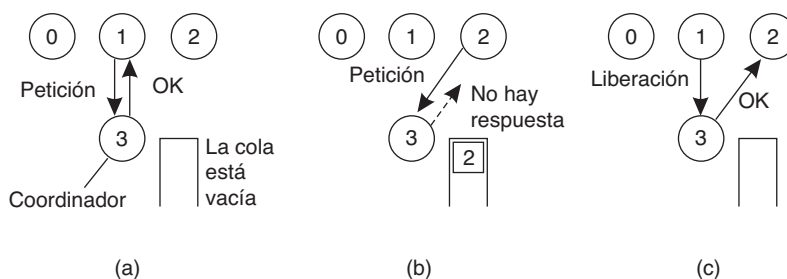 0
1
2
Petición
OK
3
La cola
está
vacía
Coordinador
(a)
0
1
2
Petición
No hay
respuesta
3
2
(b)
0
1
2
Liberación
OK
3
(c)